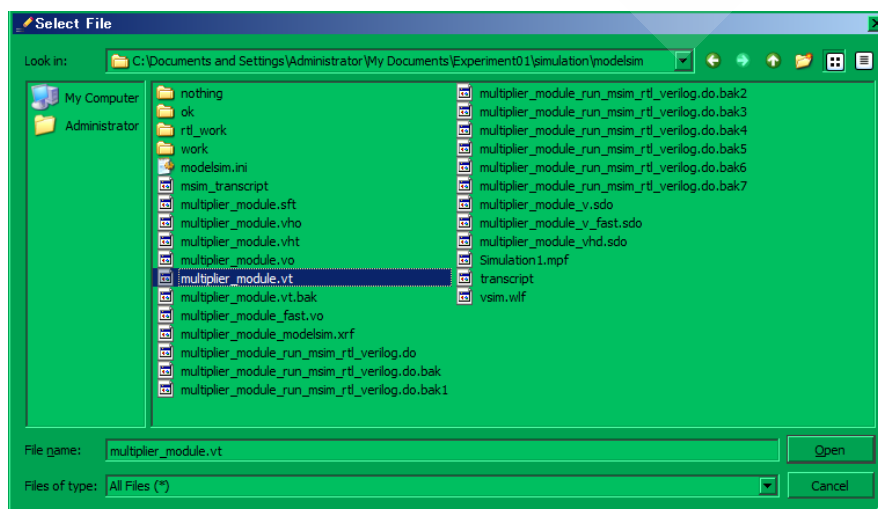 Select File
Look in:
C:\Documents and Settings\Administrator\My Documents\Experiment01\simulation\modelsim
My Computer
Administrator
nothing
ok
rtl_work
work
modelsim.ini
msim_transcript
multiplier_module.sft
multiplier_module.vho
multiplier_module.vht
multiplier_module.vo
multiplier_module.vt
multiplier_module.vt.bak
multiplier_module_fast.vo
multiplier_module_modelsim.xrf
multiplier_module_run_msim_rtl_verilog.do
multiplier_module_run_msim_rtl_verilog.do.bak
multiplier_module_run_msim_rtl_verilog.do.bak1
multiplier_module_run_msim_rtl_verilog.do.bak2
multiplier_module_run_msim_rtl_verilog.do.bak3
multiplier_module_run_msim_rtl_verilog.do.bak4
multiplier_module_run_msim_rtl_verilog.do.bak5
multiplier_module_run_msim_rtl_verilog.do.bak6
multiplier_module_run_msim_rtl_verilog.do.bak7
multiplier_module_v.sdo
multiplier_module_v_fast.sdo
multiplier_module_vhd.sdo
Simulation1.mpf
transcript
vsim.wlf
File name:
multiplier_module.vt
Open
Files of type:
All Files (*)
Cancel